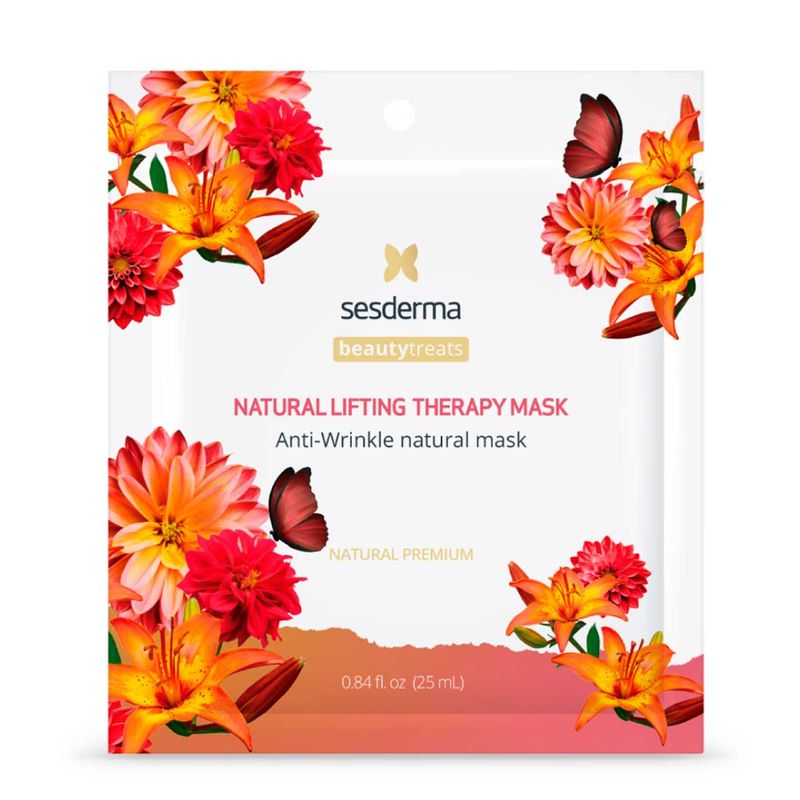 sesderma
beautytreats
NATURAL LIFTING THERAPY MASK
Anti-Wrinkle natural mask
NATURAL PREMIUM
0.84 fl. oz (25 mL)